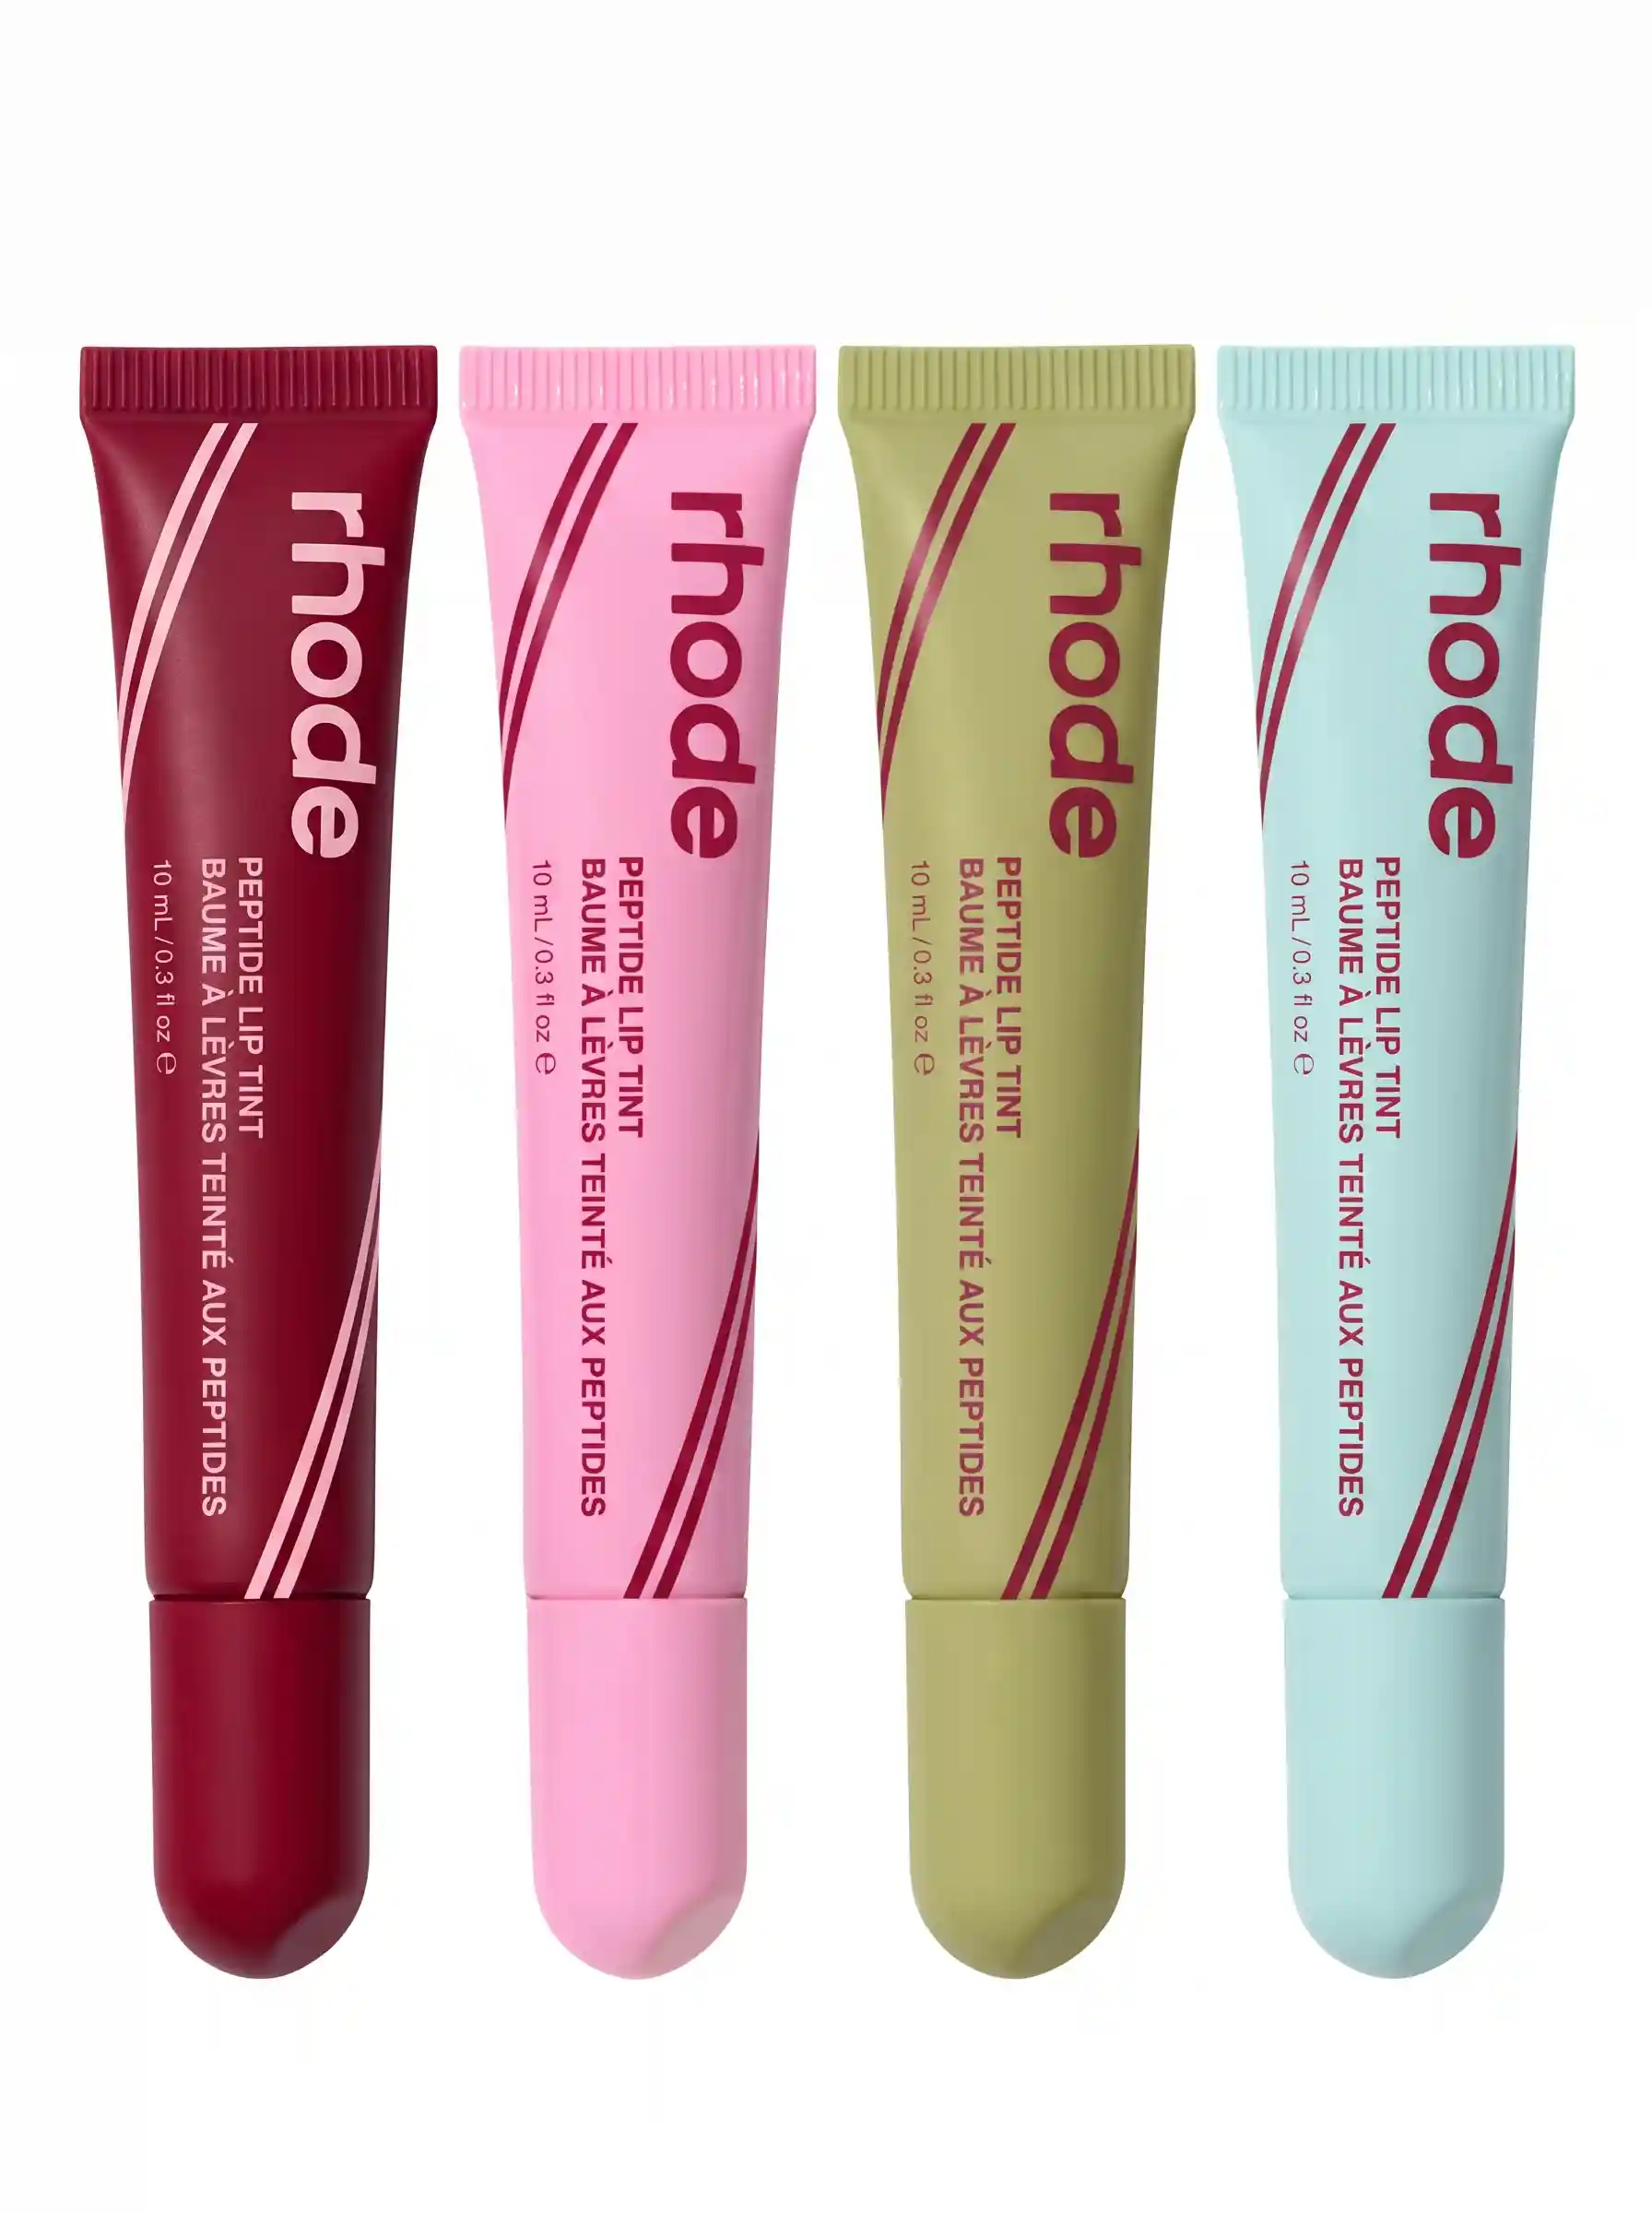 rhode
PEPTIDE LIP TINT
BAUME À LÈVRES TEINTÉ AUX PEPTIDES
10 mL / 0.3 fl oz ℮
rhode
PEPTIDE LIP TINT
BAUME À LÈVRES TEINTÉ AUX PEPTIDES
10 mL / 0.3 fl oz ℮
rhode
PEPTIDE LIP TINT
BAUME À LÈVRES TEINTÉ AUX PEPTIDES
10 mL / 0.3 fl oz ℮
rhode
PEPTIDE LIP TINT
BAUME À LÈVRES TEINTÉ AUX PEPTIDES
10 mL / 0.3 fl oz ℮